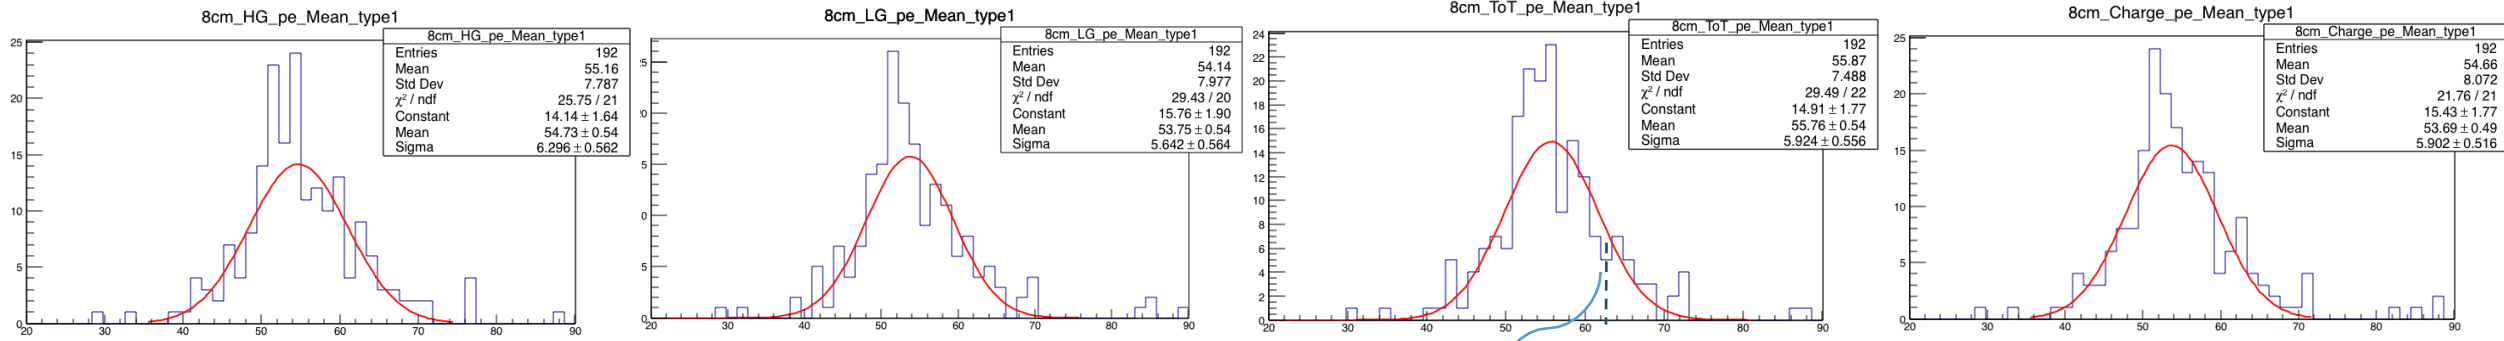 8cm_HG_pe_Mean_type1
8cm_HG_pe_Mean_type1
Entries 192
Mean 55.16
Std Dev 7.787
χ² / ndf 25.75 / 21
Constant 14.14 ± 1.64
Mean 54.73 ± 0.54
Sigma 6.296 ± 0.562
25
20
15
10
5
0
20 30 40 50 60 70 80 90
8cm_LG_pe_Mean_type1
8cm_LG_pe_Mean_type1
Entries 192
Mean 54.14
Std Dev 7.977
χ² / ndf 29.43 / 20
Constant 15.76 ± 1.90
Mean 53.75 ± 0.54
Sigma 5.642 ± 0.564
5
0
5
0
5
0
20 30 40 50 60 70 80 90
8cm_ToT_pe_Mean_type1
8cm_ToT_pe_Mean_type1
Entries 192
Mean 55.87
Std Dev 7.488
χ² / ndf 29.49 / 22
Constant 14.91 ± 1.77
Mean 55.76 ± 0.54
Sigma 5.924 ± 0.556
24
22
20
18
16
14
12
10
8
6
4
2
0
20 30 40 50 60 70 80 90
8cm_Charge_pe_Mean_type1
8cm_Charge_pe_Mean_type1
Entries 192
Mean 54.66
Std Dev 8.072
χ² / ndf 21.76 / 21
Constant 15.43 ± 1.77
Mean 53.69 ± 0.49
Sigma 5.902 ± 0.516
25
20
15
10
5
0
20 30 40 50 60 70 80 90